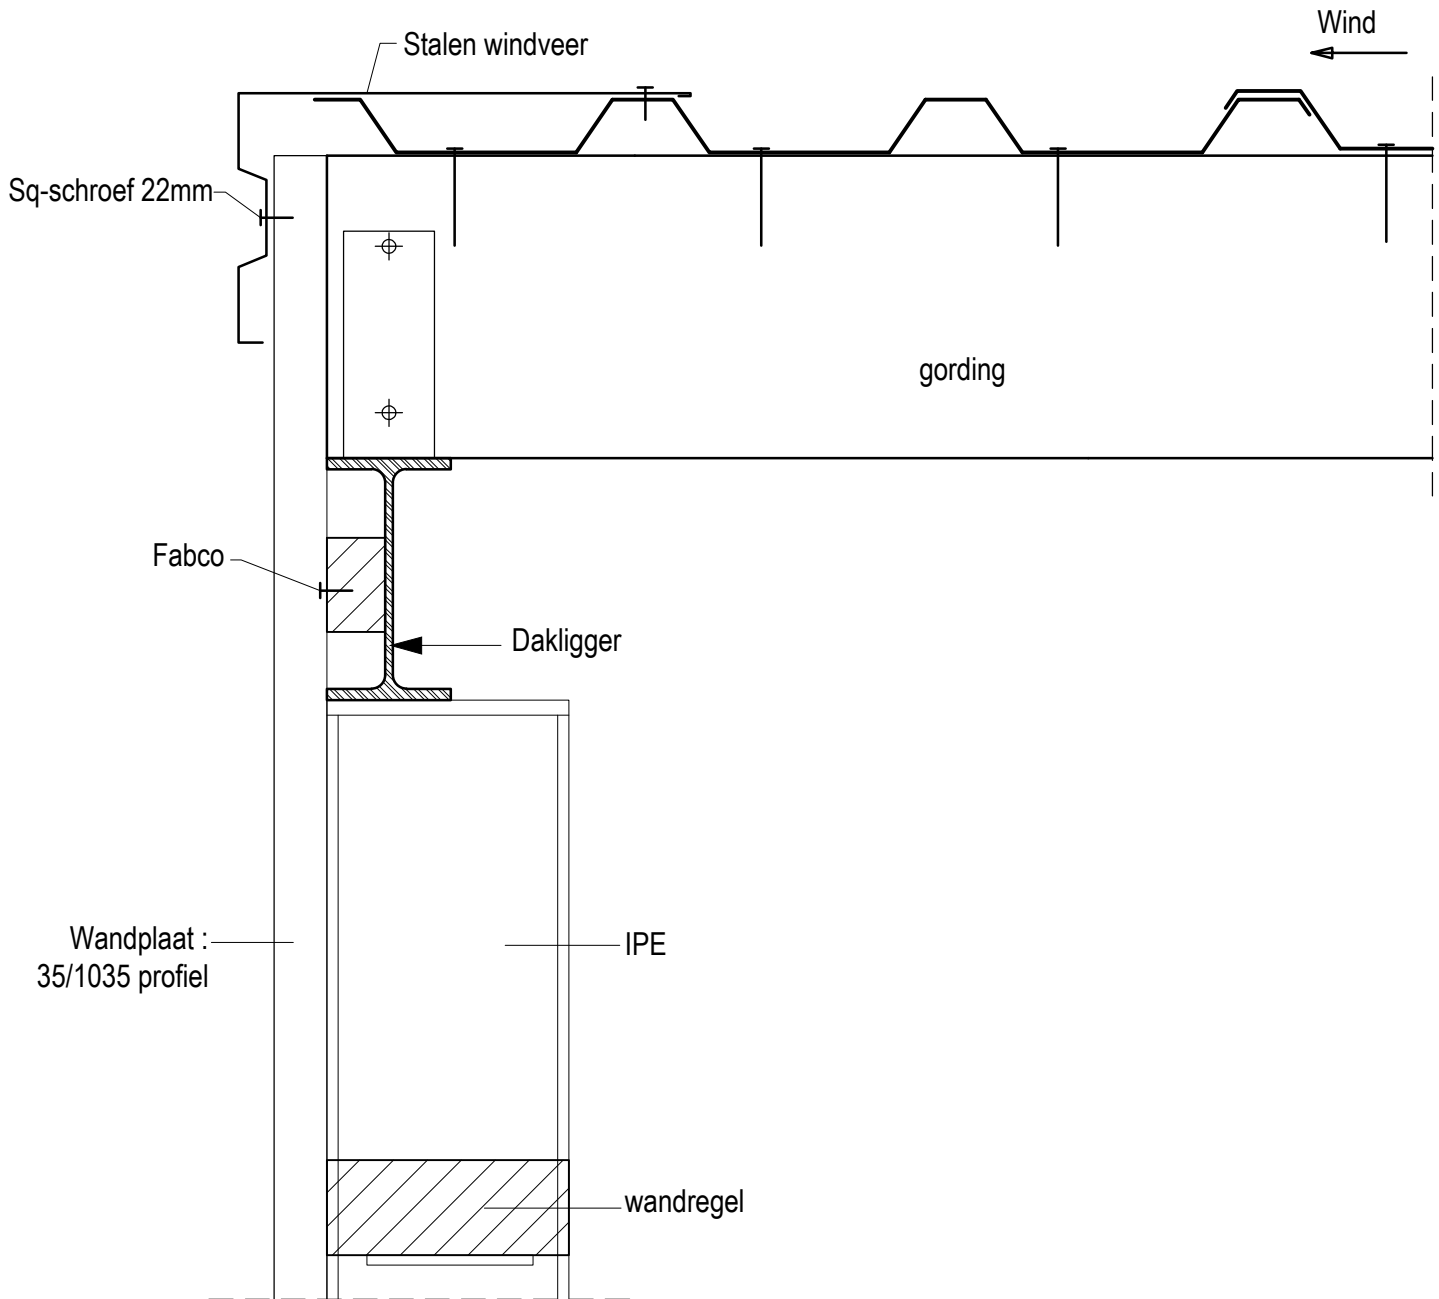 Wind
Stalen windveer
Sq-schroef 22mm
gording
Fabco
Dakligger
Wandplaat :
35/1035 profiel
IPE
wandregel